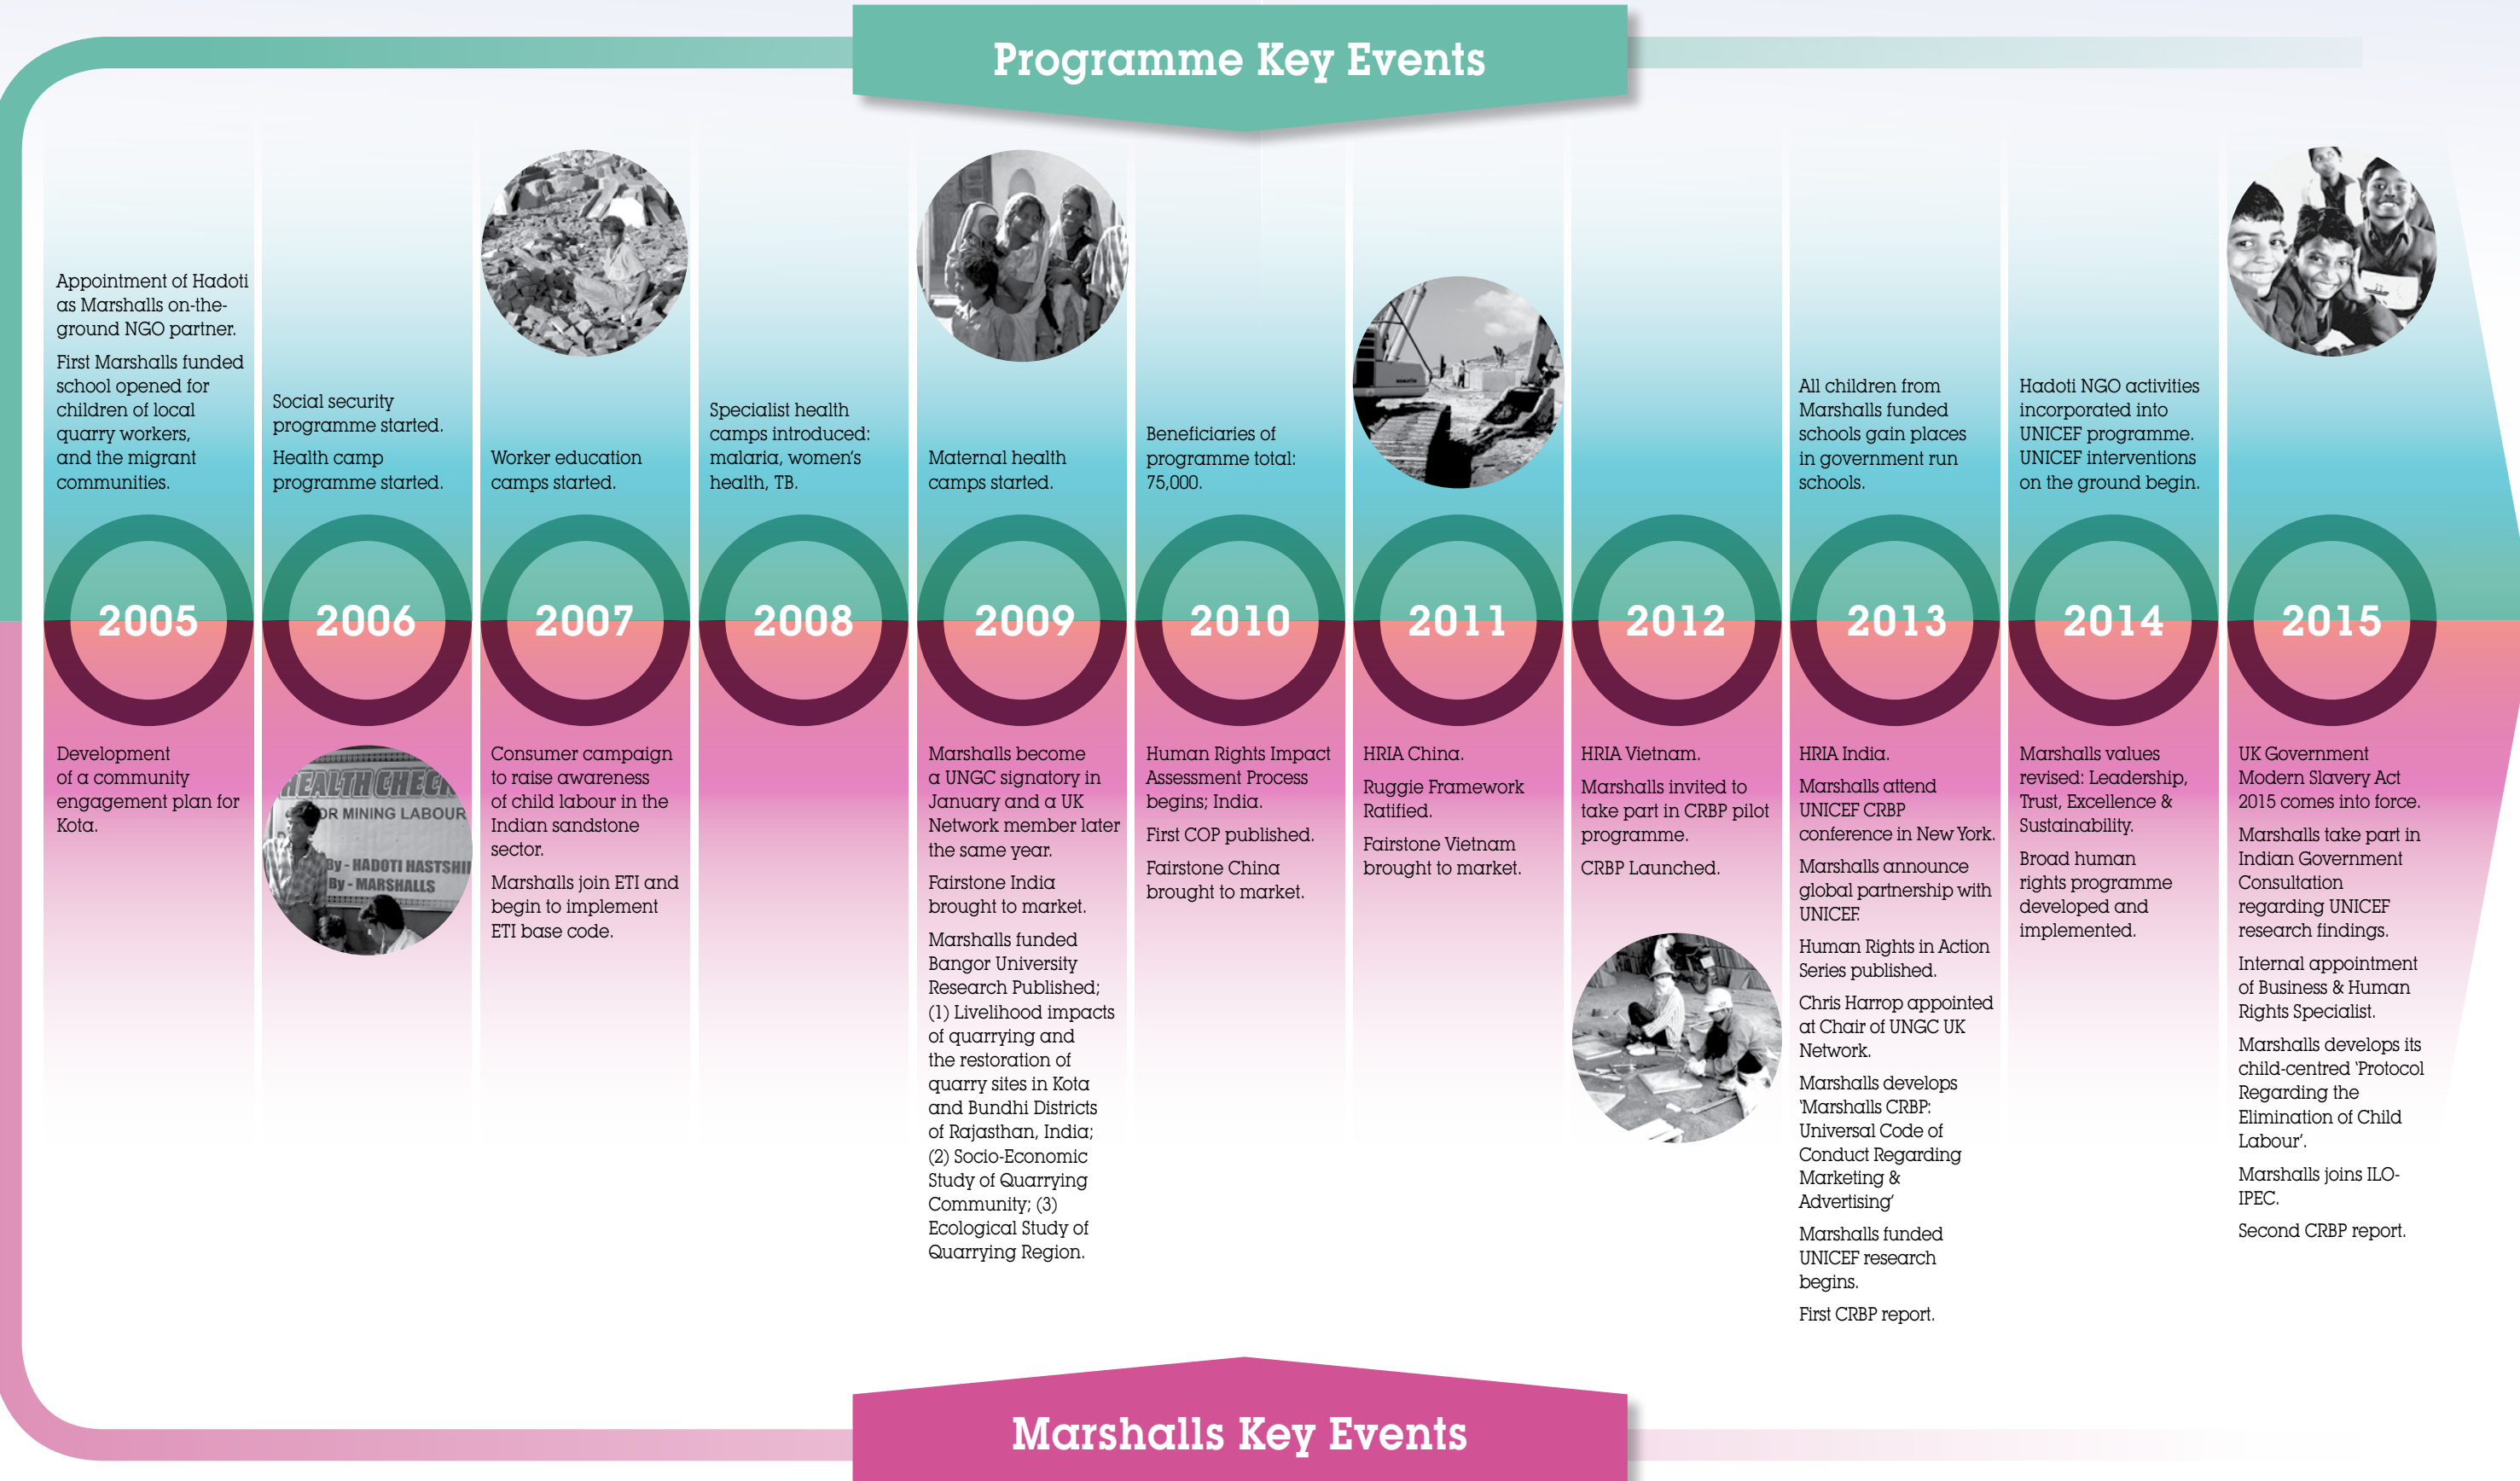 Programme Key Events
Appointment of Hadoti
as Marshalls on-the-
ground NGO partner.
First Marshalls funded
school opened for
children of local
quarry workers,
and the migrant
communities.
Social security
programme started.
Health camp
programme started.
Worker education
camps started.
Specialist health
camps introduced:
malaria, women's
health, TB.
Maternal health
camps started.
Beneficiaries of
programme total:
75,000.
All children from
Marshalls funded
schools gain places
in government run
schools.
Hadoti NGO activities
incorporated into
UNICEF programme.
UNICEF interventions
on the ground begin.
2005
2006
2007
2008
2009
2010
2011
2012
2013
2014
2015
Development
of a community
engagement plan for
Kota.
HEALTH CHECK
OR MINING LABOUR
By - HADOTI HASTSHI
By - MARSHALLS
Consumer campaign
to raise awareness
of child labour in the
Indian sandstone
sector.
Marshalls join ETI and
begin to implement
ETI base code.
Marshalls become
a UNGC signatory in
January and a UK
Network member later
the same year.
Fairstone India
brought to market.
Marshalls funded
Bangor University
Research Published;
(1) Livelihood impacts
of quarrying and
the restoration of
quarry sites in Kota
and Bundhi Districts
of Rajasthan, India;
(2) Socio-Economic
Study of Quarrying
Community; (3)
Ecological Study of
Quarrying Region.
Human Rights Impact
Assessment Process
begins; India.
First COP published.
Fairstone China
brought to market.
HRIA China.
Ruggie Framework
Ratified.
Fairstone Vietnam
brought to market.
HRIA Vietnam.
Marshalls invited to
take part in CRBP pilot
programme.
CRBP Launched.
HRIA India.
Marshalls attend
UNICEF CRBP
conference in New York.
Marshalls announce
global partnership with
UNICEF.
Human Rights in Action
Series published.
Chris Harrop appointed
at Chair of UNGC UK
Network.
Marshalls develops
'Marshalls CRBP:
Universal Code of
Conduct Regarding
Marketing &
Advertising'
Marshalls funded
UNICEF research
begins.
First CRBP report.
Marshalls values
revised: Leadership,
Trust, Excellence &
Sustainability.
Broad human
rights programme
developed and
implemented.
UK Government
Modern Slavery Act
2015 comes into force.
Marshalls take part in
Indian Government
Consultation
regarding UNICEF
research findings.
Internal appointment
of Business & Human
Rights Specialist.
Marshalls develops its
child-centred 'Protocol
Regarding the
Elimination of Child
Labour'.
Marshalls joins ILO-
IPEC.
Second CRBP report.
Marshalls Key Events